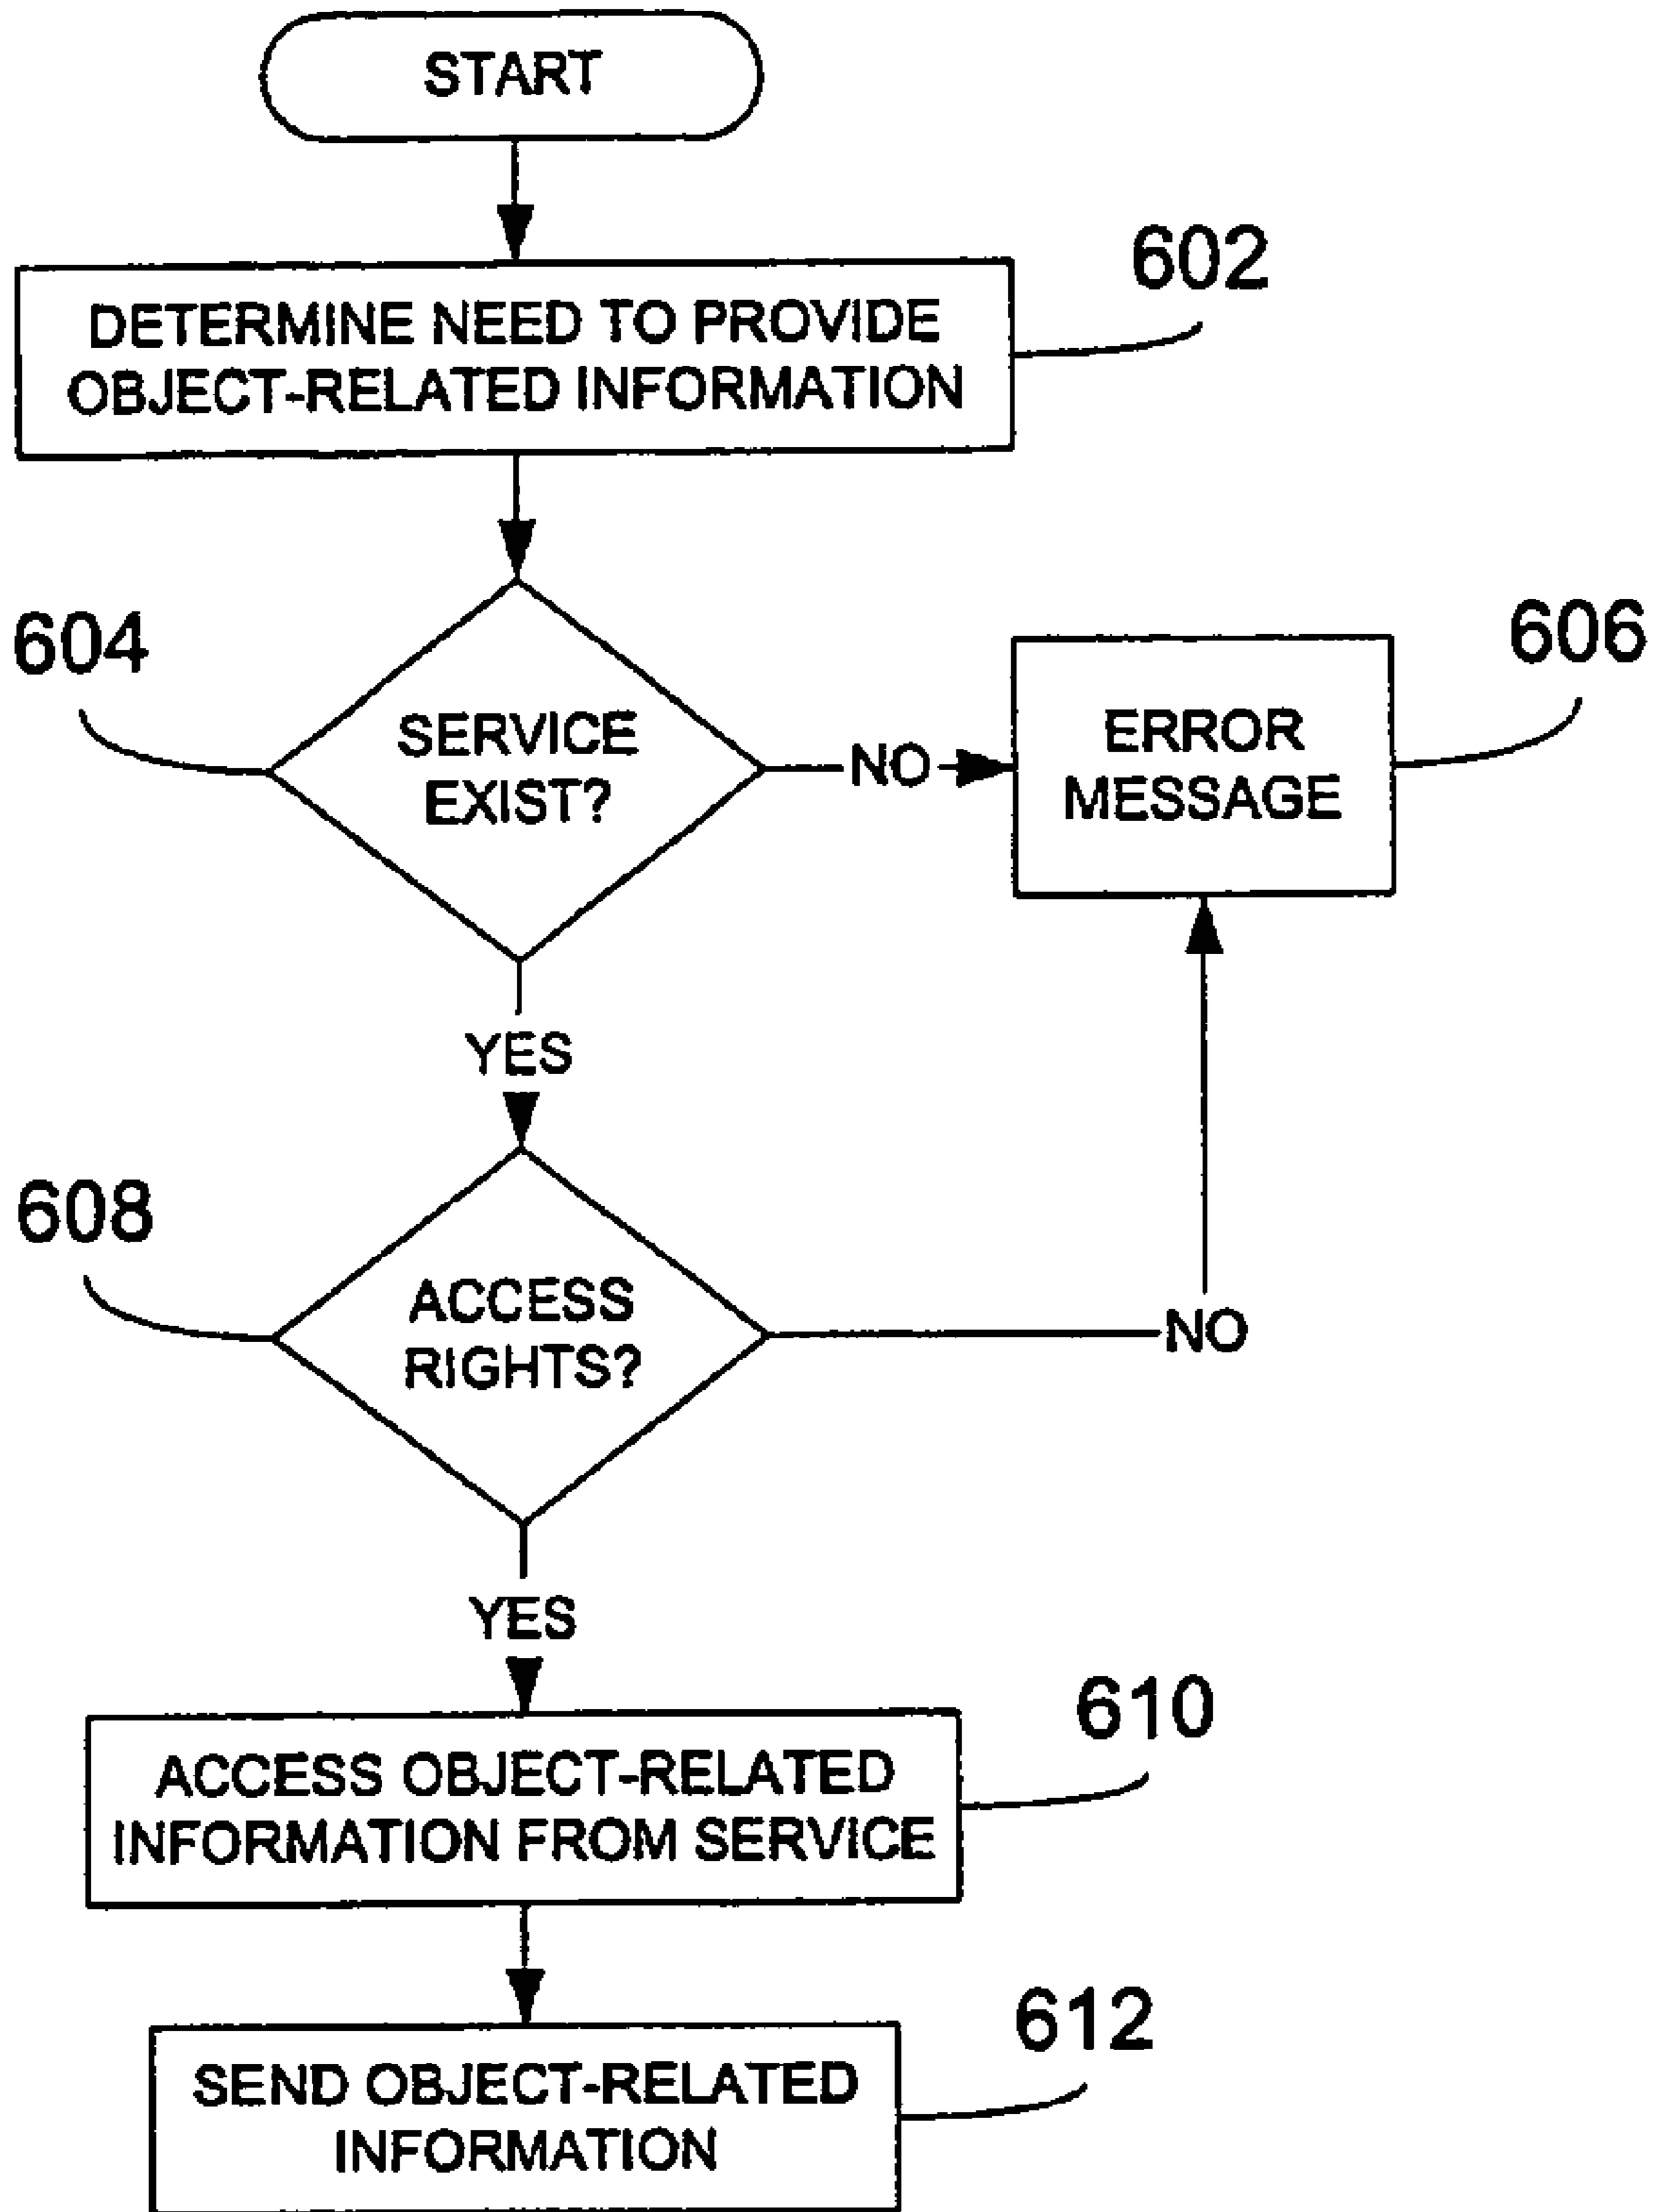 START
602
DETERMINE NEED TO PROVIDE
OBJECT-RELATED INFORMATION
604
SERVICE
EXIST?
NO
606
ERROR
MESSAGE
YES
608
ACCESS
RIGHTS?
NO
YES
610
ACCESS OBJECT-RELATED
INFORMATION FROM SERVICE
612
SEND OBJECT-RELATED
INFORMATION